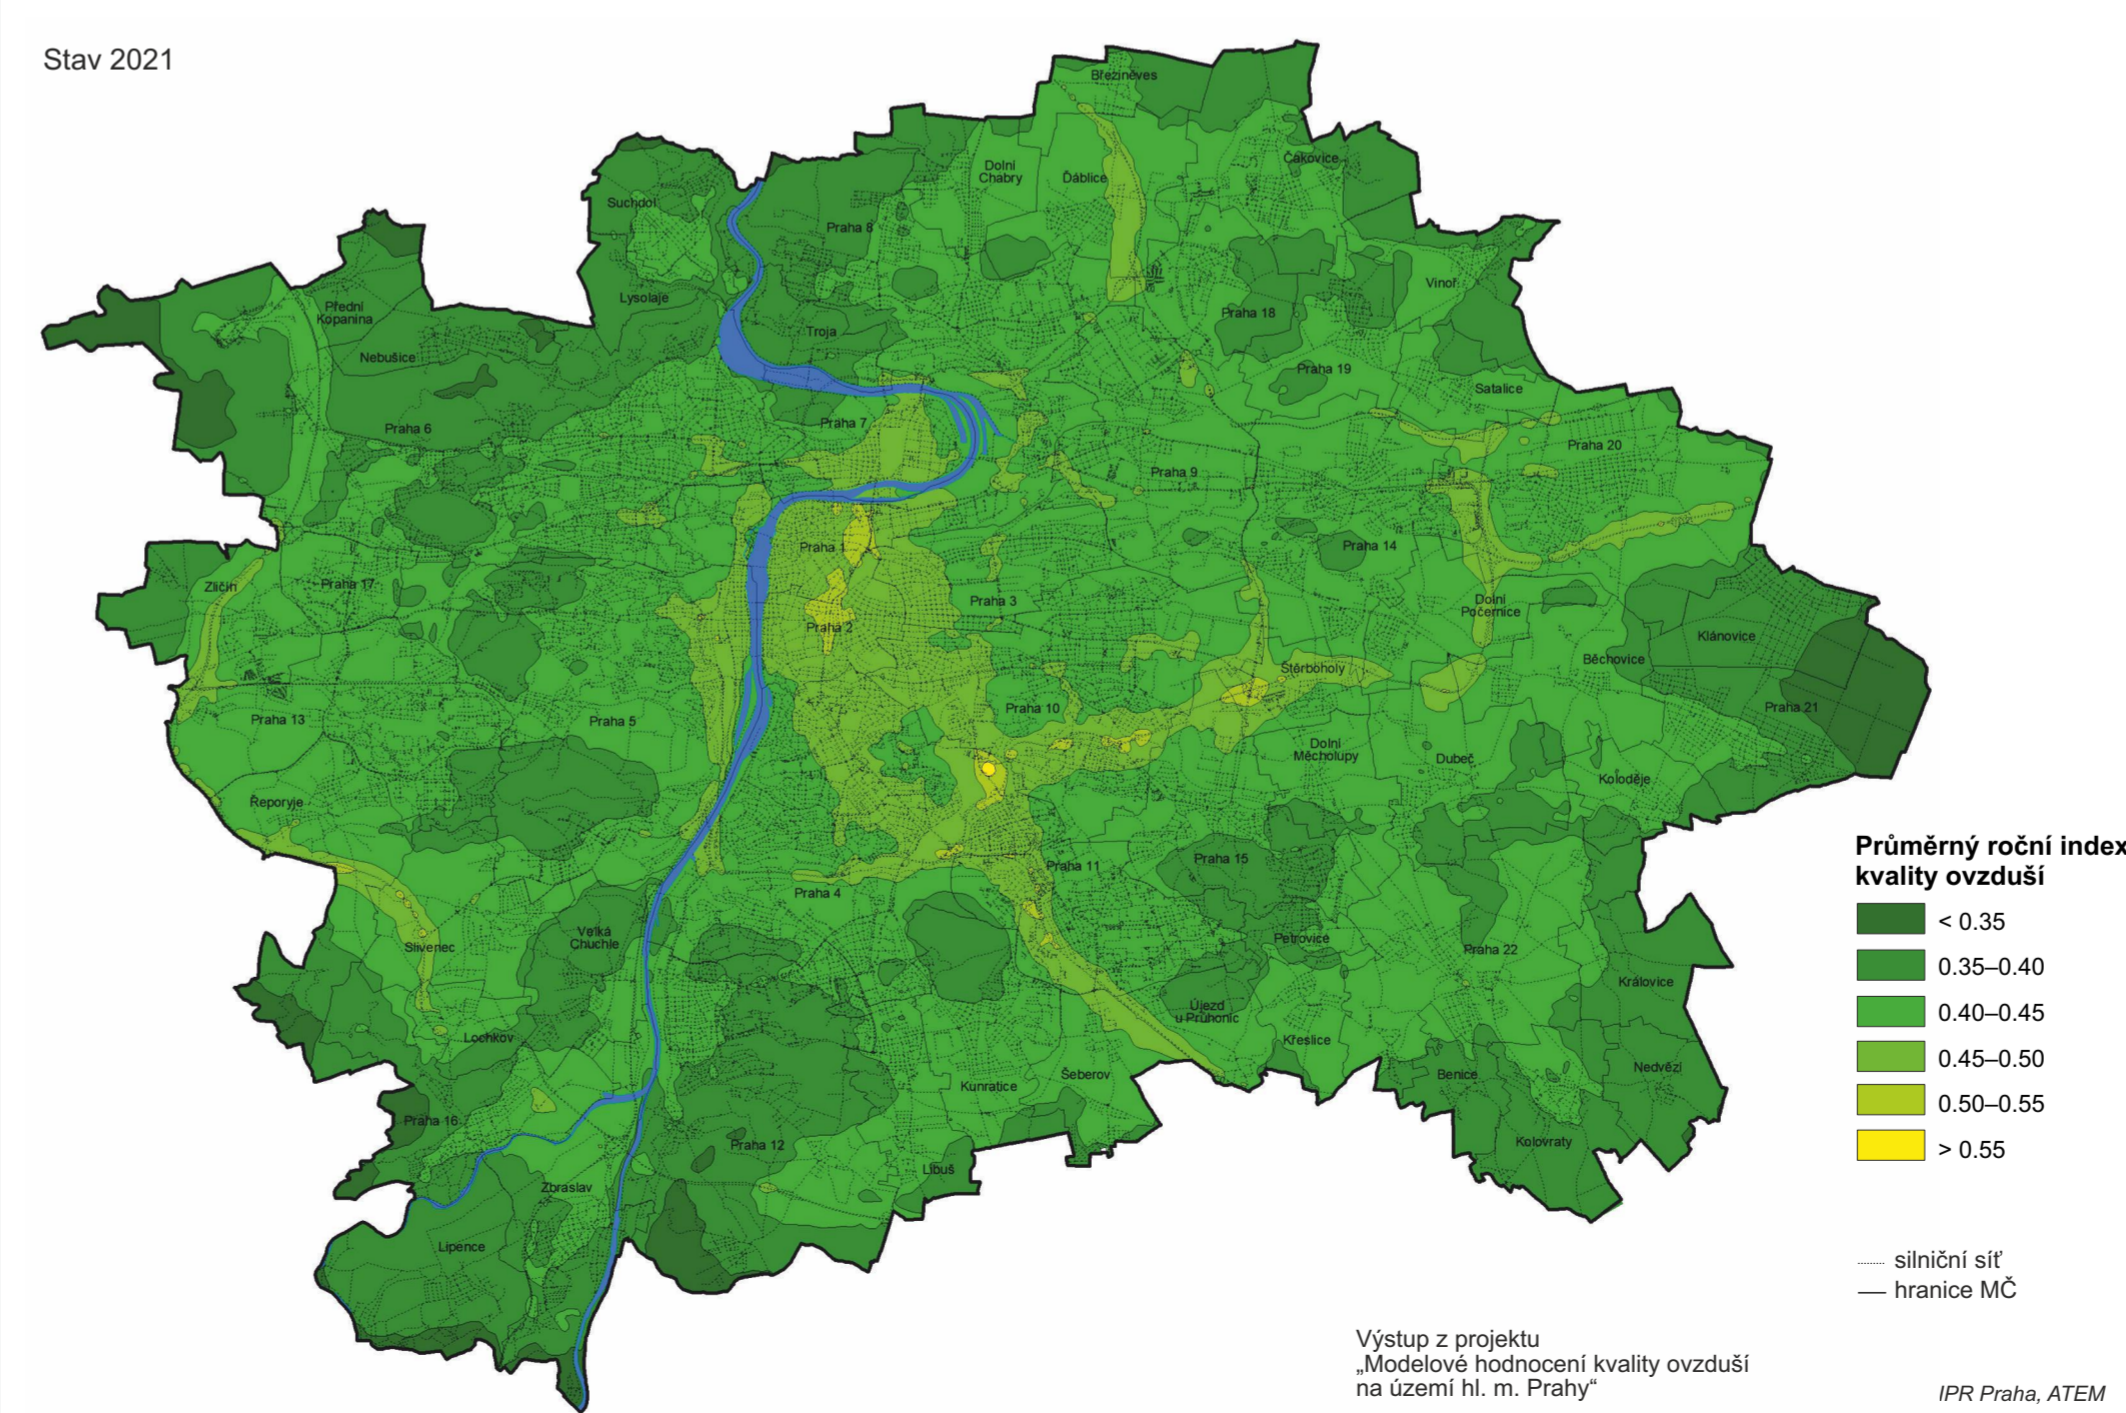 Stav 2021
Březiněves
Čakovice
Dolní
Chabry
Ďáblice
Suchdol
Praha 8
Vinoř
Lysolaje
Přední
Kopanina
Praha 18
Troja
Nebušice
Praha 19
Satalice
Praha 7
Praha 6
Praha 20
Praha 9
Praha 1
Praha 14
Zličín
Praha 17
Praha 3
Dolní
Počernice
Praha 2
Klánovice
Běchovice
Štěrboholy
Praha 10
Praha 21
Praha 13
Praha 5
Dolní
Měcholupy
Dubeč
Koloděje
Řeporyje
Praha 15
Praha 11
Praha 4
Velká
Chuchle
Petrovice
Slivenec
Praha 22
Královice
Újezd
u Průhonic
Lochkov
Křeslice
Nedvězí
Šeberov
Benice
Kunratice
Praha 16
Praha 12
Kolovraty
Libuš
Zbraslav
Lipence
Průměrný roční index
kvality ovzduší
< 0.35
0.35–0.40
0.40–0.45
0.45–0.50
0.50–0.55
> 0.55
silniční síť
hranice MČ
Výstup z projektu
„Modelové hodnocení kvality ovzduší
na území hl. m. Prahy“
IPR Praha, ATEM